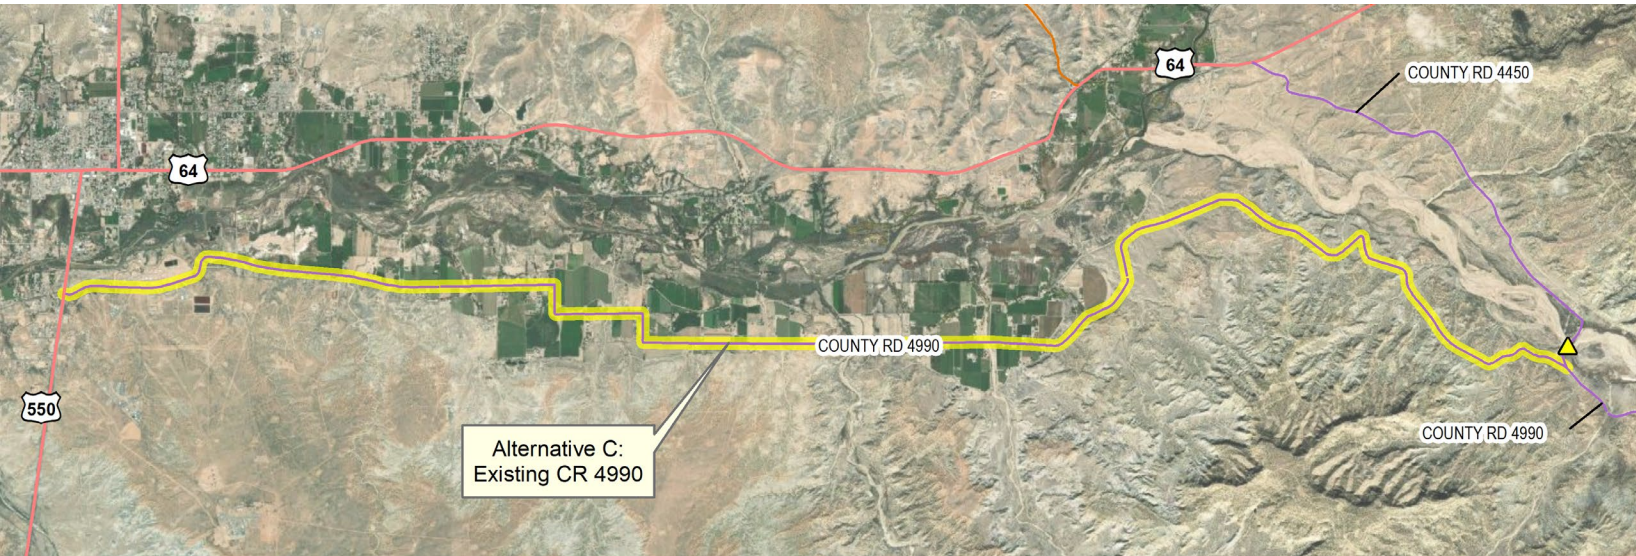 64
COUNTY RD 4450
64
COUNTY RD 4990
550
Alternative C:
Existing CR 4990
COUNTY RD 4990